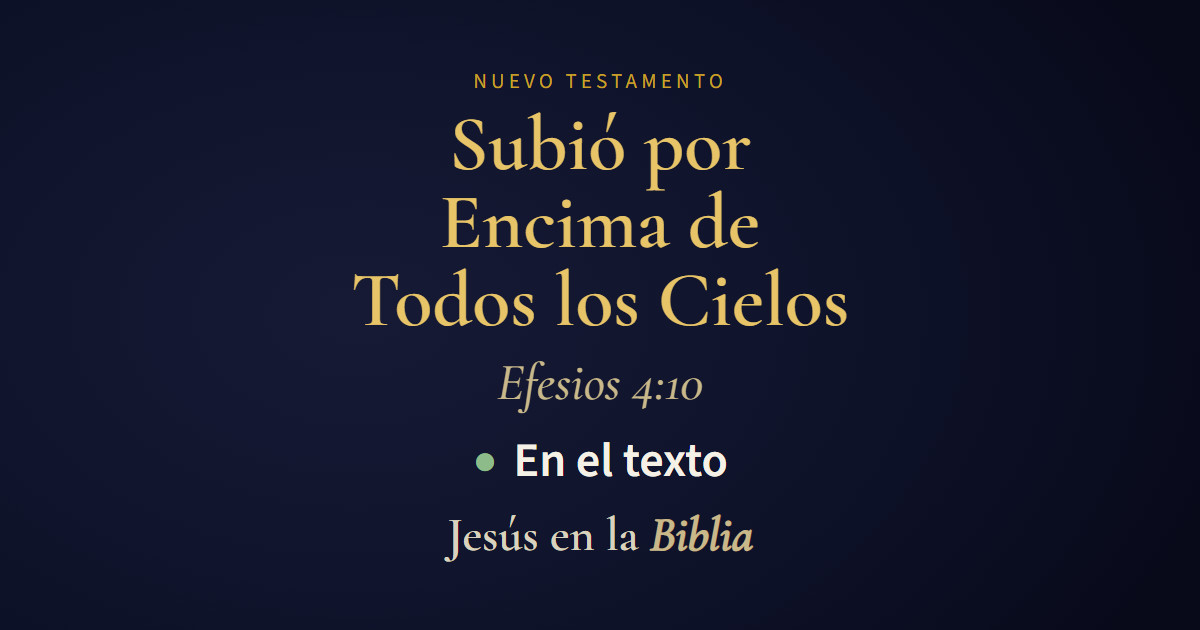 NUEVO TESTAMENTO
Subió por
Encima de
Todos los Cielos
Efesios 4:10
En el texto
Jesús en la Biblia